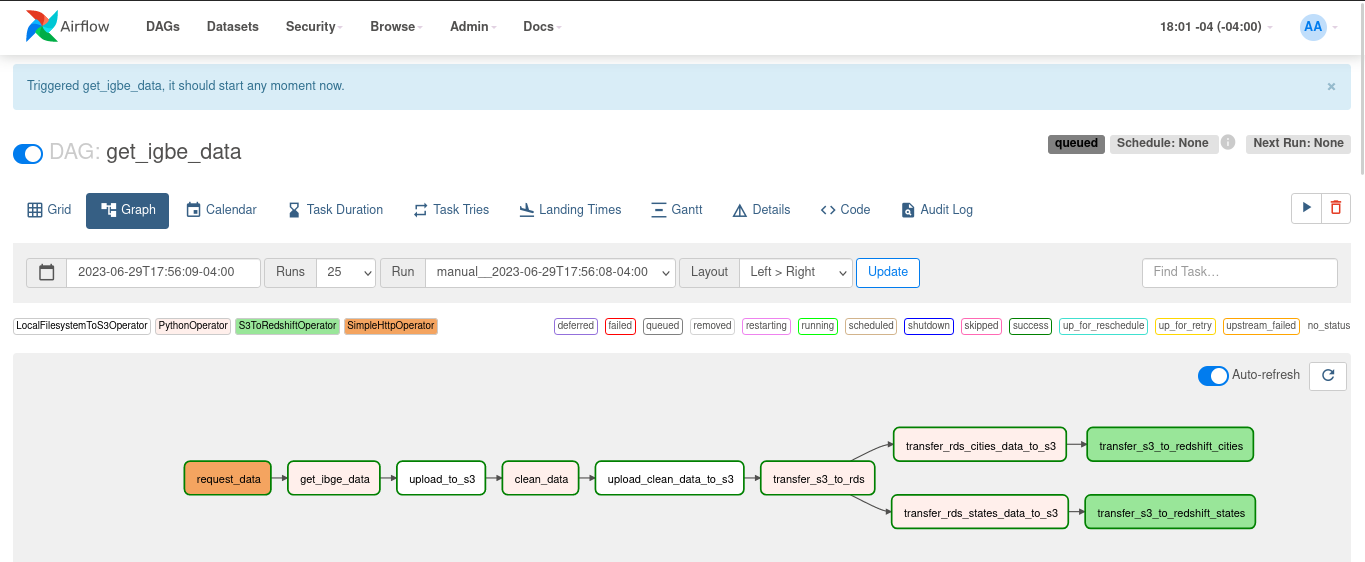 Airflow DAGs Datasets Security Browse Admin Docs 18:01 -04 (-04:00) AA
Triggered get_igbe_data, it should start any moment now. ×
DAG: get_igbe_data queued Schedule: None i Next Run: None
Grid Graph Calendar Task Duration Task Tries Landing Times Gantt Details Code Audit Log
2023-06-29T17:56:09-04:00 Runs 25 Run manual__2023-06-29T17:56:08-04:00 Layout Left > Right Update Find Task...
LocalFilesystemToS3Operator PythonOperator S3ToRedshiftOperator SimpleHttpOperator deferred failed queued removed restarting running scheduled shutdown skipped success up_for_reschedule up_for_retry upstream_failed no_status
Auto-refresh
transfer_rds_cities_data_to_s3 transfer_s3_to_redshift_cities
request_data get_ibge_data upload_to_s3 clean_data upload_clean_data_to_s3 transfer_s3_to_rds
transfer_rds_states_data_to_s3 transfer_s3_to_redshift_states